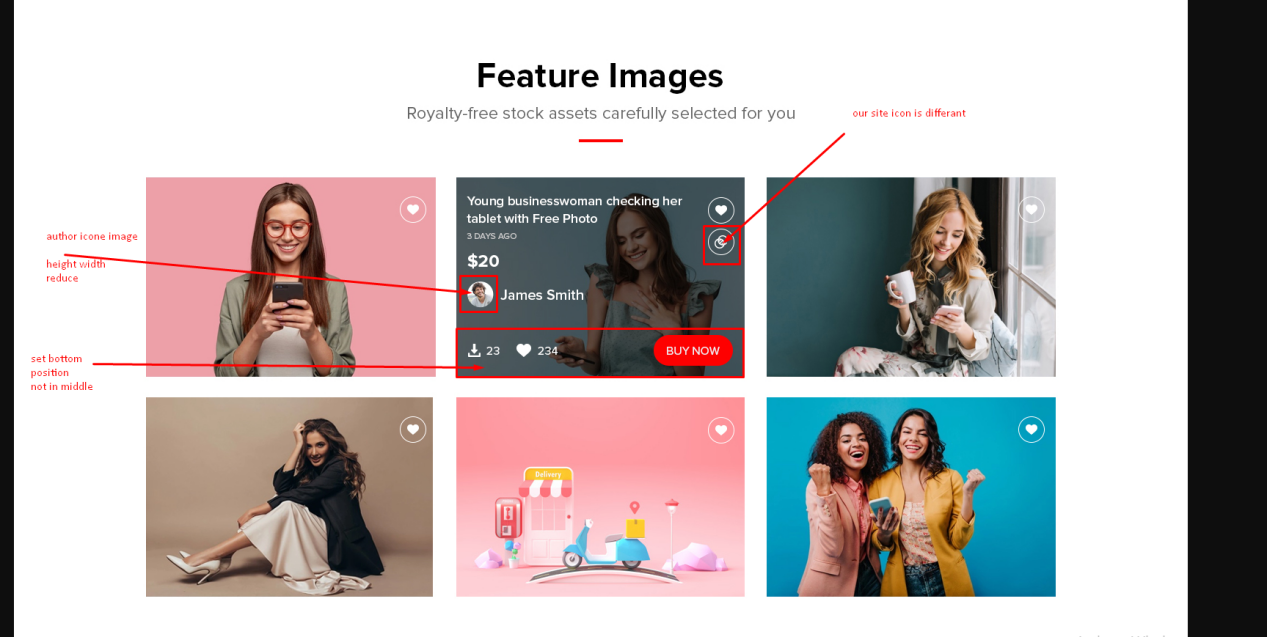 Feature Images
Royalty-free stock assets carefully selected for you
our site icon is differant
Young businesswoman checking her
tablet with Free Photo
3 DAYS AGO
$20
James Smith
23
234
BUY NOW
author icone image
height width
reduce
set bottom
position
not in middle
Delivery